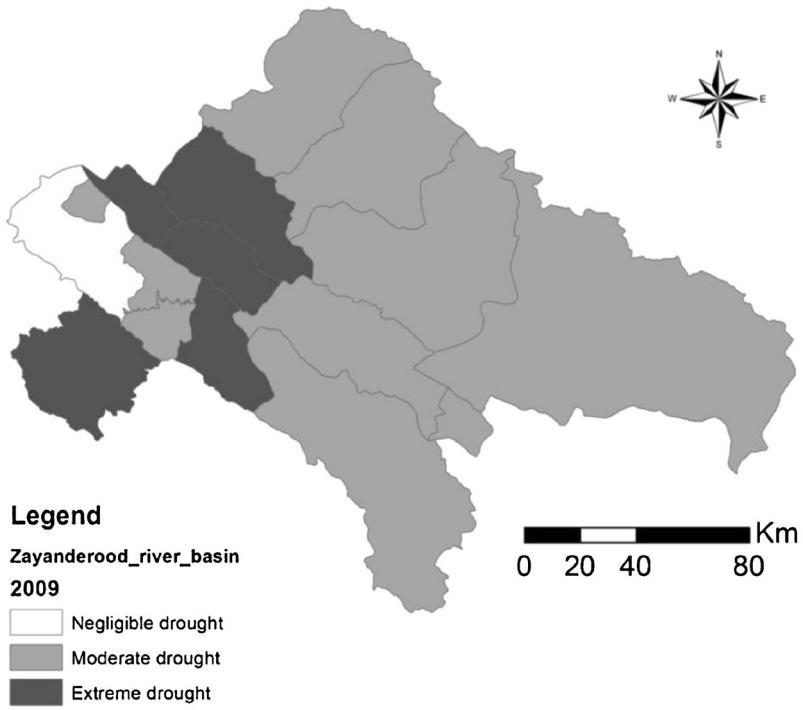 N
W E
S
Legend
Zayanderood_river_basin
2009
Negligible drought
Moderate drought
Extreme drought
Km
0 20 40 80